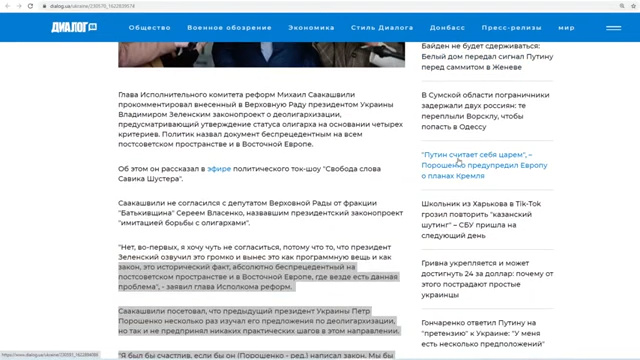 dialog.ua/ukraine/230570_1622839574
ДИАЛОГ UA
Общество
Военное обозрение
Экономика
Стиль Диалога
Донбасс
Пресс-релизы
мир
Глава Исполнительного комитета реформ Михаил Саакашвили
прокомментировал внесенный в Верховную Раду президентом Украины
Владимиром Зеленским законопроект о деолигархизации,
предусматривающий утверждение статуса олигарха на основании четырех
критериев. Политик назвал документ беспрецедентным на всем
постсоветском пространстве и в Восточной Европе.
Об этом он рассказал в эфире политического ток-шоу "Свобода слова
Савика Шустера".
Саакашвили не согласился с депутатом Верховной Рады от фракции
"Батькивщина" Сергеем Власенко, назвавшим президентский законопроект
"имитацией борьбы с олигархами".
"Нет, во-первых, я хочу чуть не согласиться, потому что то, что президент
Зеленский озвучил это громко и вынес это как программную вещь и как
закон, это исторический факт, абсолютно беспрецедентный на
постсоветском пространстве и в Восточной Европе, где везде есть данная
проблема", - заявил глава Исполкома реформ.
Саакашвили посетовал, что предыдущий президент Украины Петр
Порошенко несколько раз изучал его предложения по деолигархизации,
но так и не предпринял никаких практических шагов в этом направлении.
"Я был бы счастлив, если бы он (Порошенко - ред.) написал закон. Мы бы
Байден не будет сдерживаться:
Белый дом передал сигнал Путину
перед саммитом в Женеве
В Сумской области пограничники
задержали двух россиян: те
переплыли Ворсклу, чтобы
попасть в Одессу
"Путин считает себя царем", –
Порошенко предупредил Европу
о планах Кремля
Школьник из Харькова в Tik-Tok
грозил повторить "казанский
шутинг" – СБУ пришла на
следующий день
Гривна укрепляется и может
достигнуть 24 за доллар: почему от
этого пострадают простые
украинцы
Гончаренко ответил Путину на
"претензию" к Украине: "У меня
есть несколько предложений"